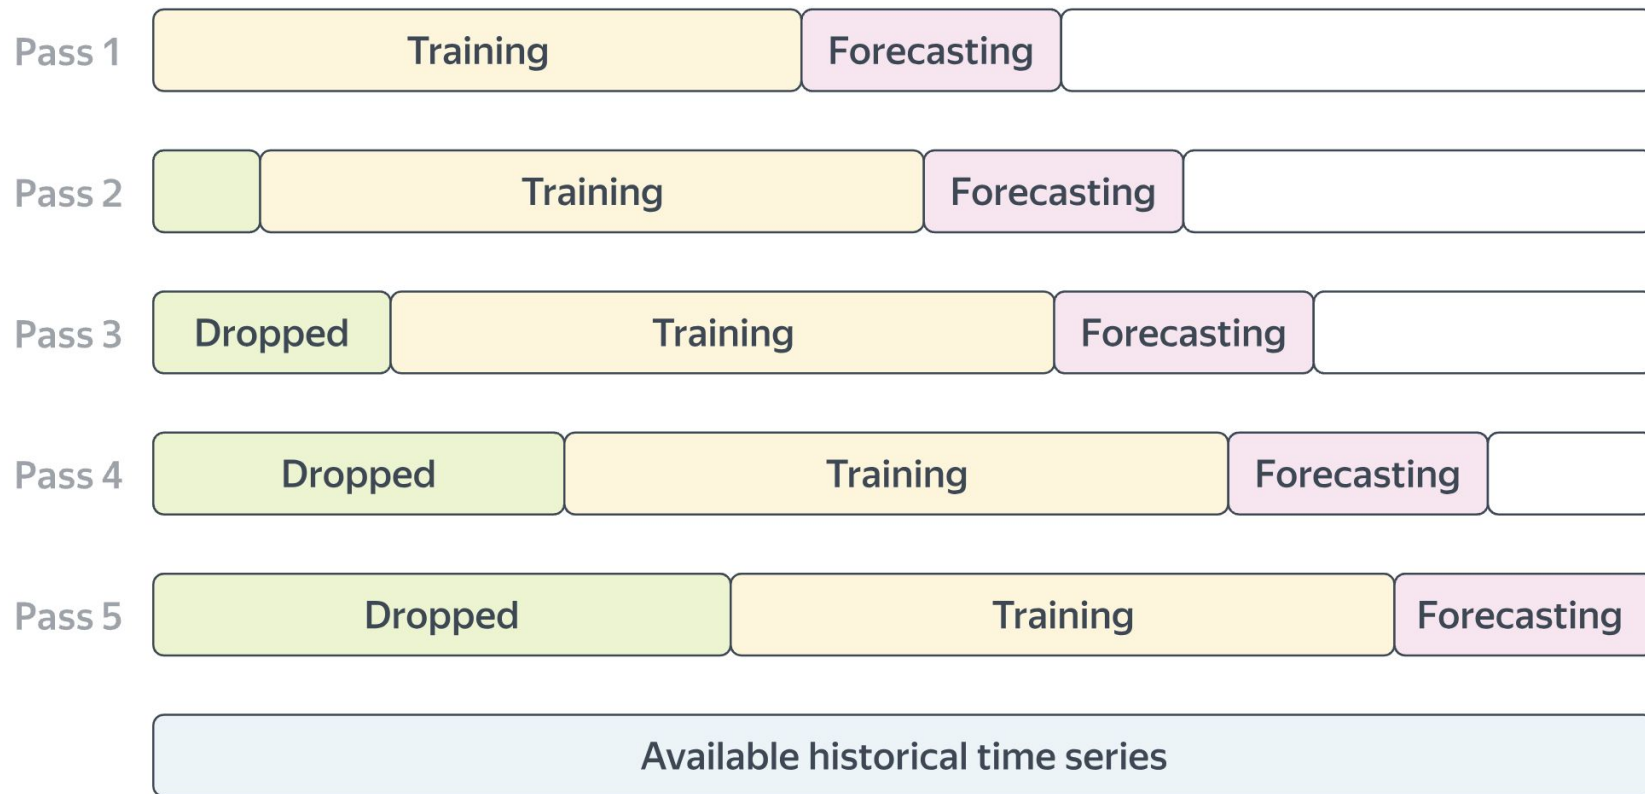 Pass 1 Training Forecasting
Pass 2 Training Forecasting
Pass 3 Dropped Training Forecasting
Pass 4 Dropped Training Forecasting
Pass 5 Dropped Training Forecasting
Available historical time series